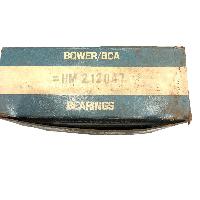 BOWER/BCA
=HM 212047
BEARINGS